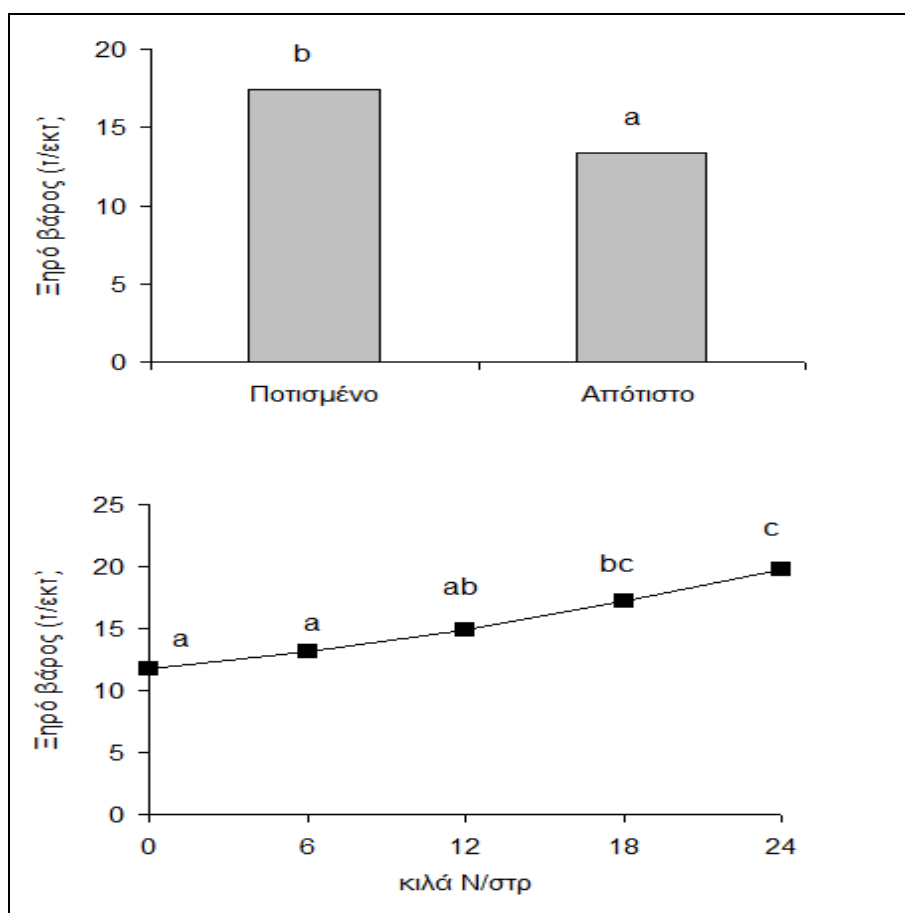 20
b
15
a
10
5
0
Ποτισμένο
Απότιστο
Ξηρό βάρος (τ/εκτ)
25
20
15
10
5
0
a
a
ab
bc
c
0 6 12 18 24
κιλά Ν/στρ
Ξηρό βάρος (τ/εκτ)